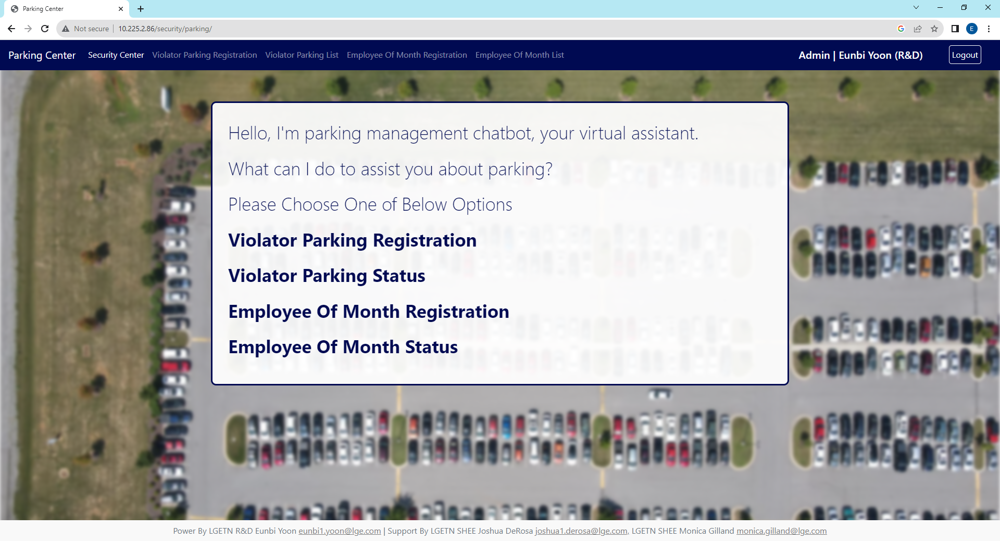 Parking Center
Not secure
10.225.2.86/security/parking/
E
Parking Center Security Center Violator Parking Registration Violator Parking List Employee Of Month Registration Employee Of Month List Admin | Eunbi Yoon (R&D) Logout
Hello, I'm parking management chatbot, your virtual assistant.
What can I do to assist you about parking?
Please Choose One of Below Options
Violator Parking Registration
Violator Parking Status
Employee Of Month Registration
Employee Of Month Status
Power By LGETN R&D Eunbi Yoon eunbi1.yoon@lge.com | Support By LGETN SHEE Joshua DeRosa joshua1.derosa@lge.com, LGETN SHEE Monica Gilland monica.gilland@lge.com